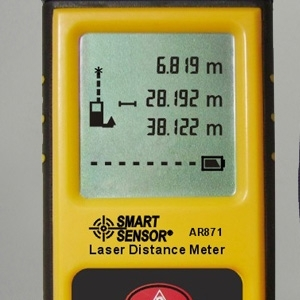 6.819 m
28.192 m
38.122 m
SMART
SENSOR®
AR871
Laser Distance Meter